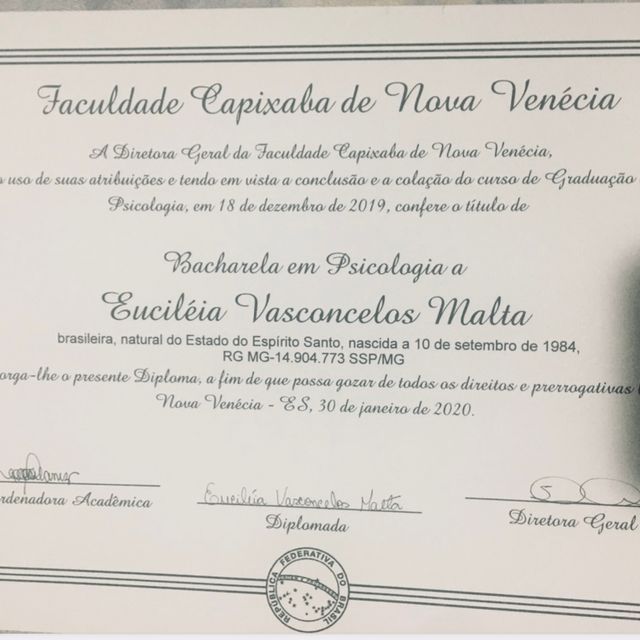 Faculdade Capixaba de Nova Venécia
A Diretora Geral da Faculdade Capixaba de Nova Venécia,
o uso de suas atribuições e tendo em vista a conclusão e a colação do curso de Graduação
Psicologia, em 18 de dezembro de 2019, confere o título de
Bacharela em Psicologia a
Euciléia Vasconcelos Malta
brasileira, natural do Estado do Espírito Santo, nascida a 10 de setembro de 1984,
RG MG-14.904.773 SSP/MG
orga-lhe o presente Diploma, a fim de que possa gozar de todos os direitos e prerrogativas
Nova Venécia - ES, 30 de janeiro de 2020.
Euciléia Vasconcelos Malta
rdenadora Acadêmica
Diplomada
Diretora Geral
REPÚBLICA FEDERATIVA DO BRASIL